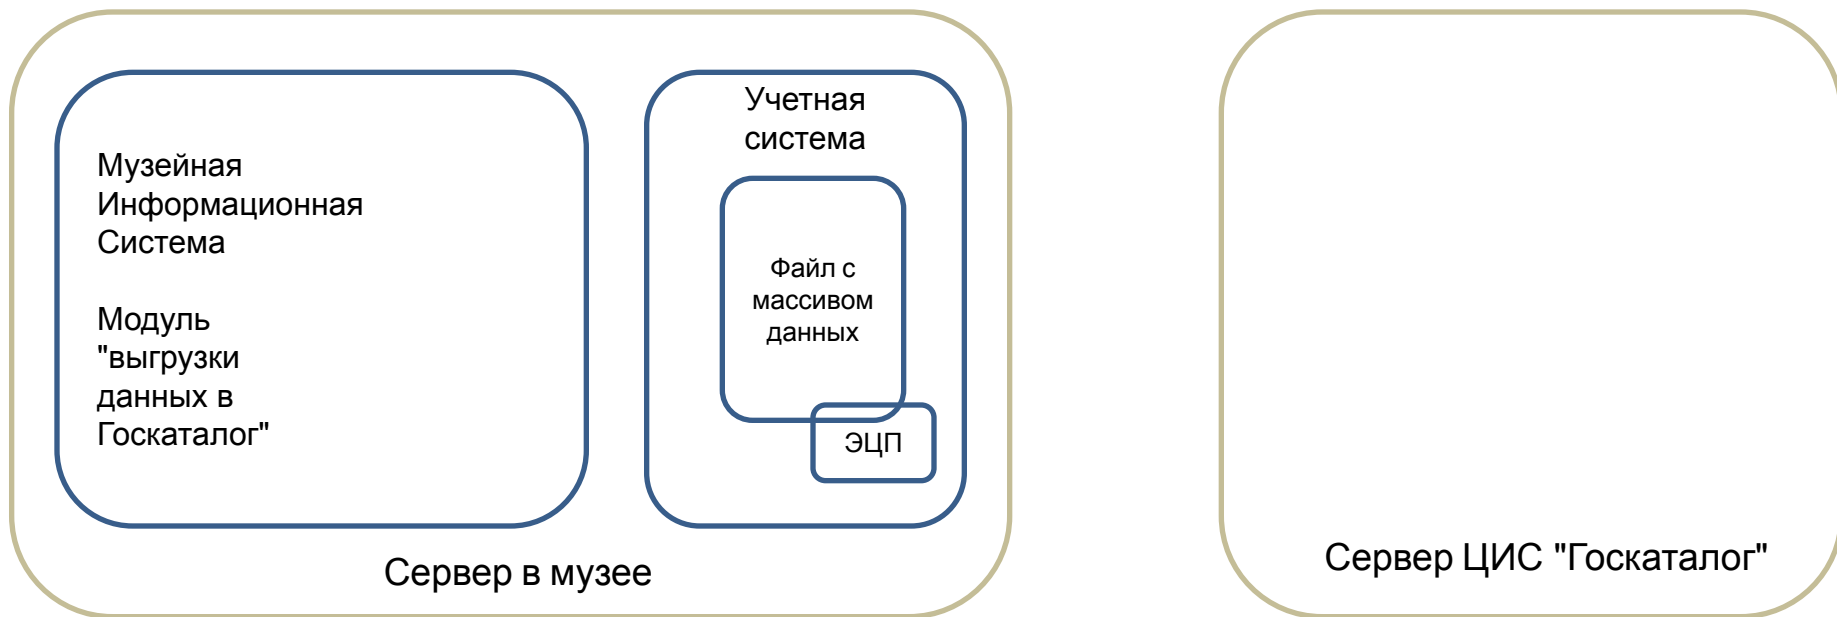 Музейная
Информационная
Система
Модуль
"выгрузки
данных в
Госкаталог"
Учетная
система
Файл с
массивом
данных
ЭЦП
Сервер в музее
Сервер ЦИС "Госкаталог"